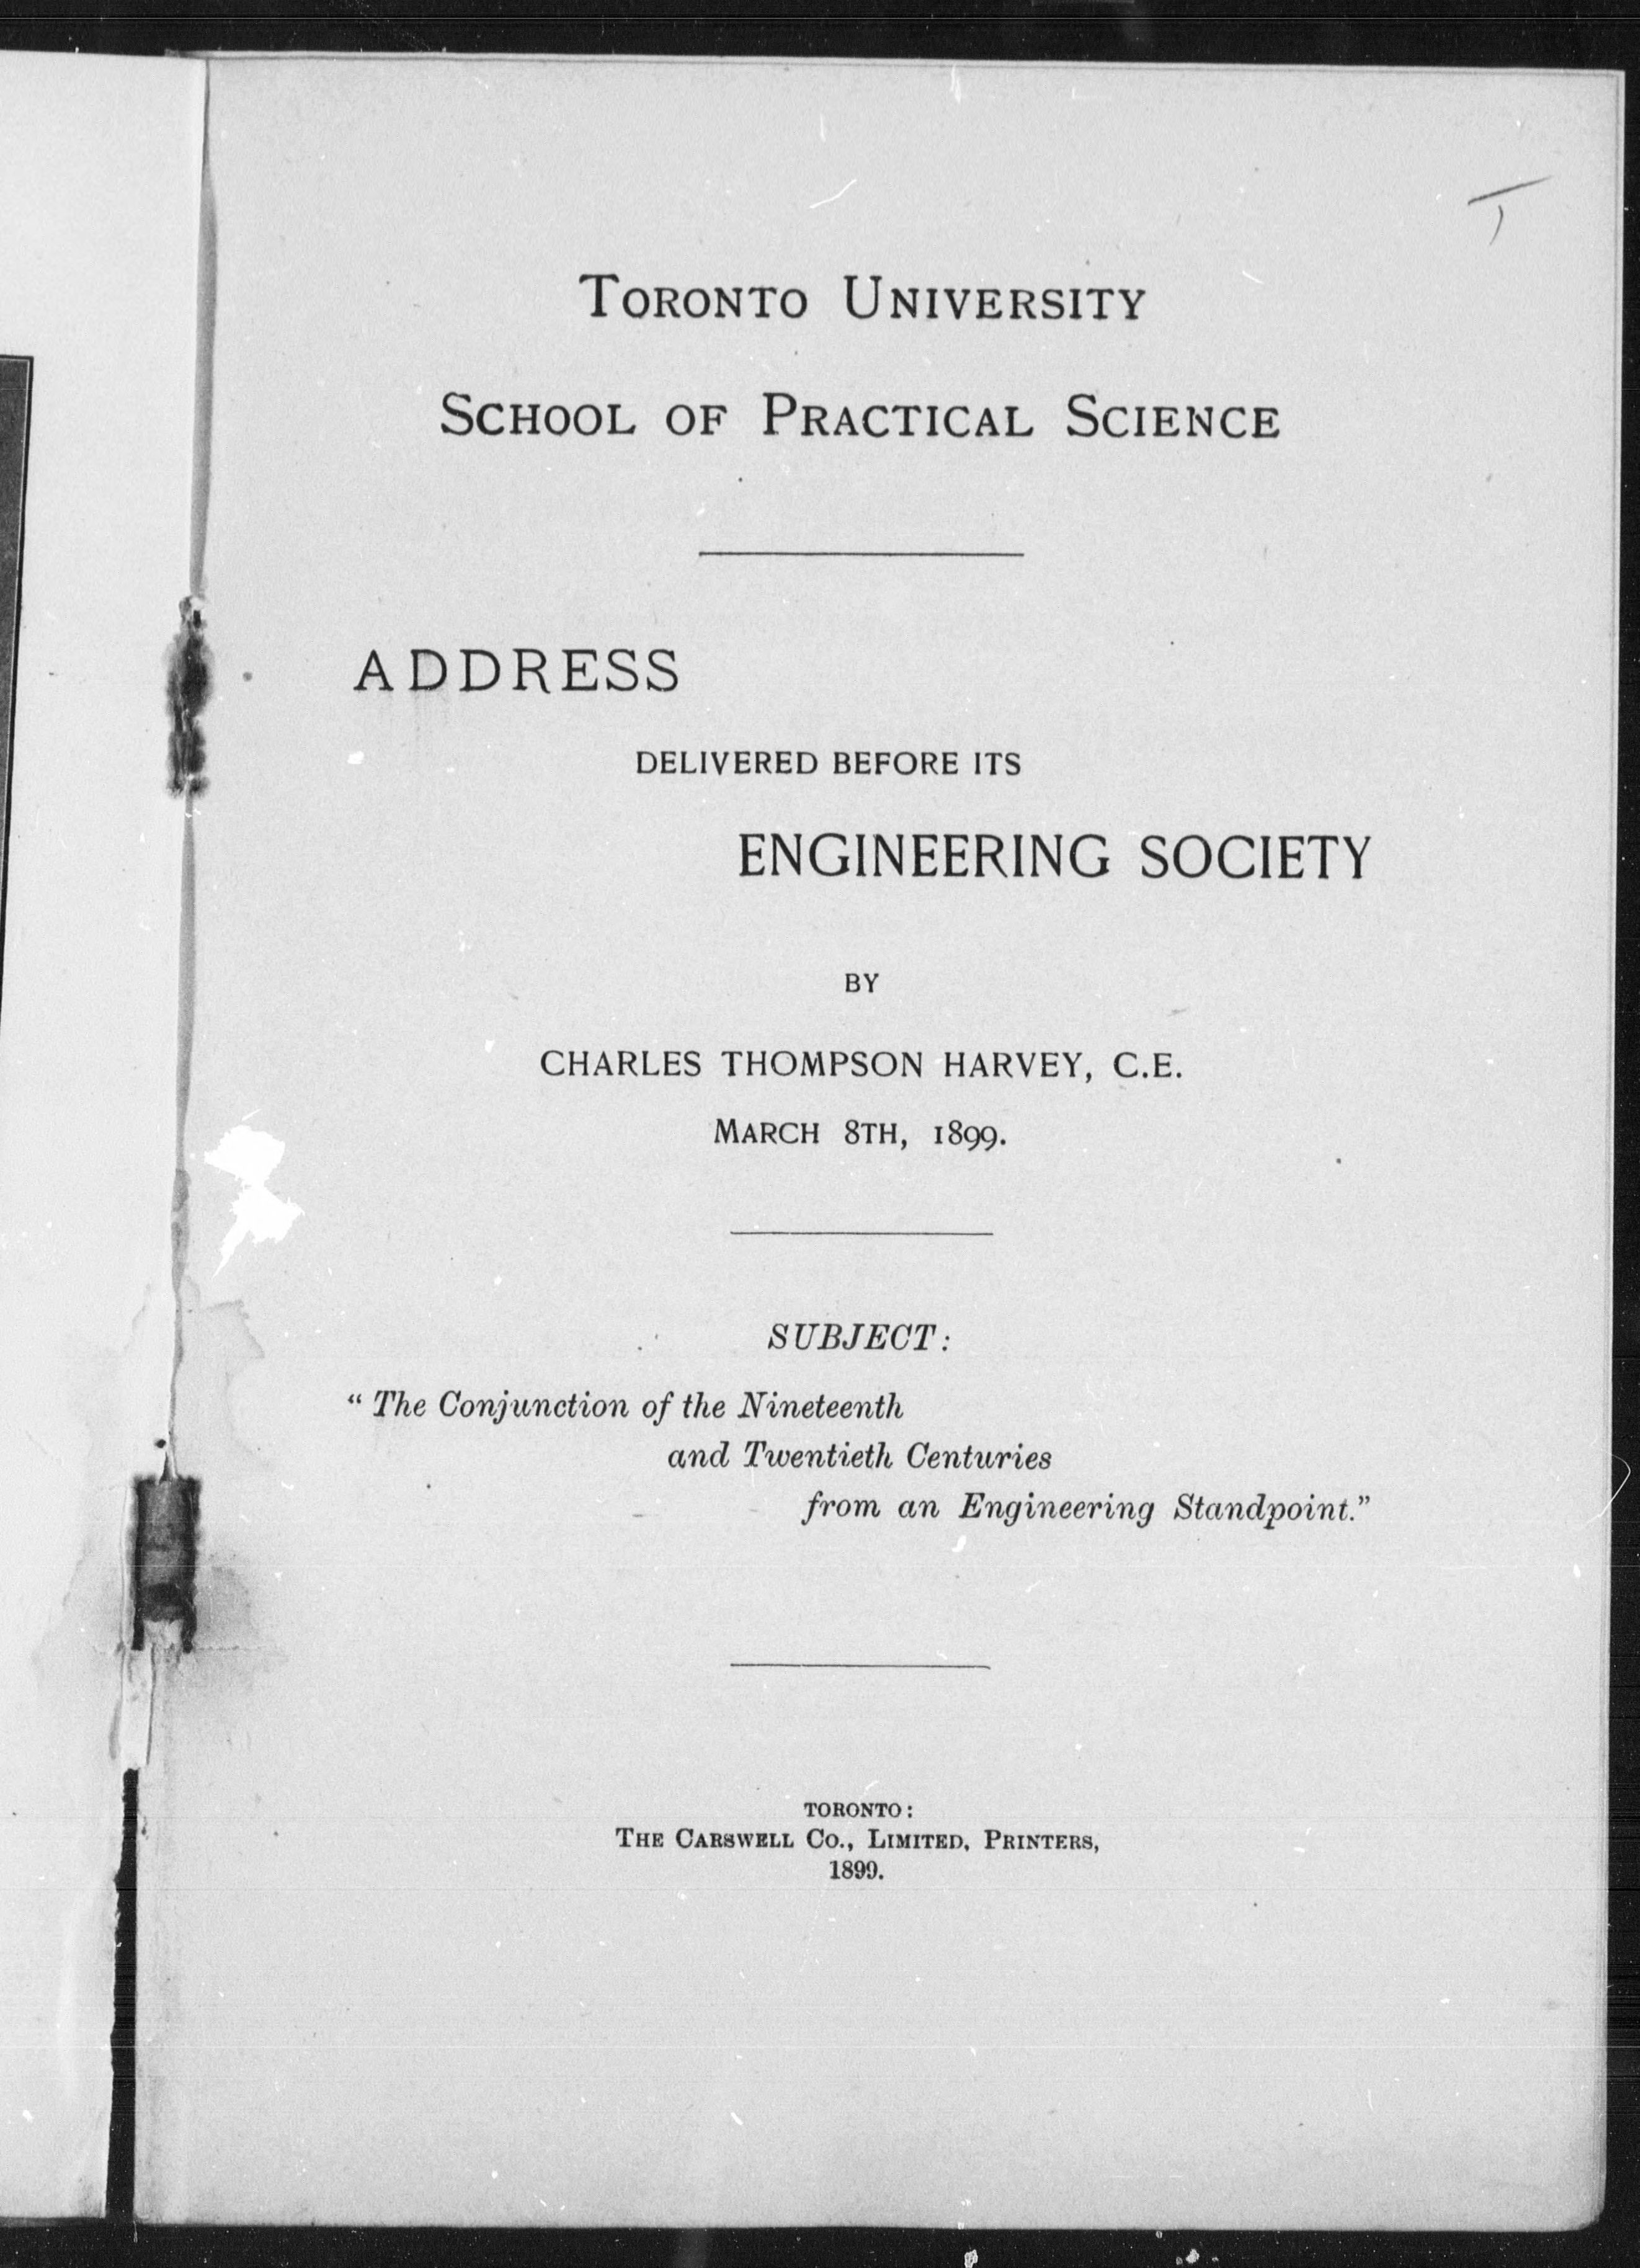 Toronto University
School of Practical Science
ADDRESS
DELIVERED BEFORE ITS
ENGINEERING SOCIETY
BY
CHARLES THOMPSON HARVEY, C.E.
March 8th, 1899.
SUBJECT:
“ The Conjunction of the Nineteenth
and Twentieth Centuries
from an Engineering Standpoint.”
TORONTO:
The Carswell Co., Limited, Printers,
1899.